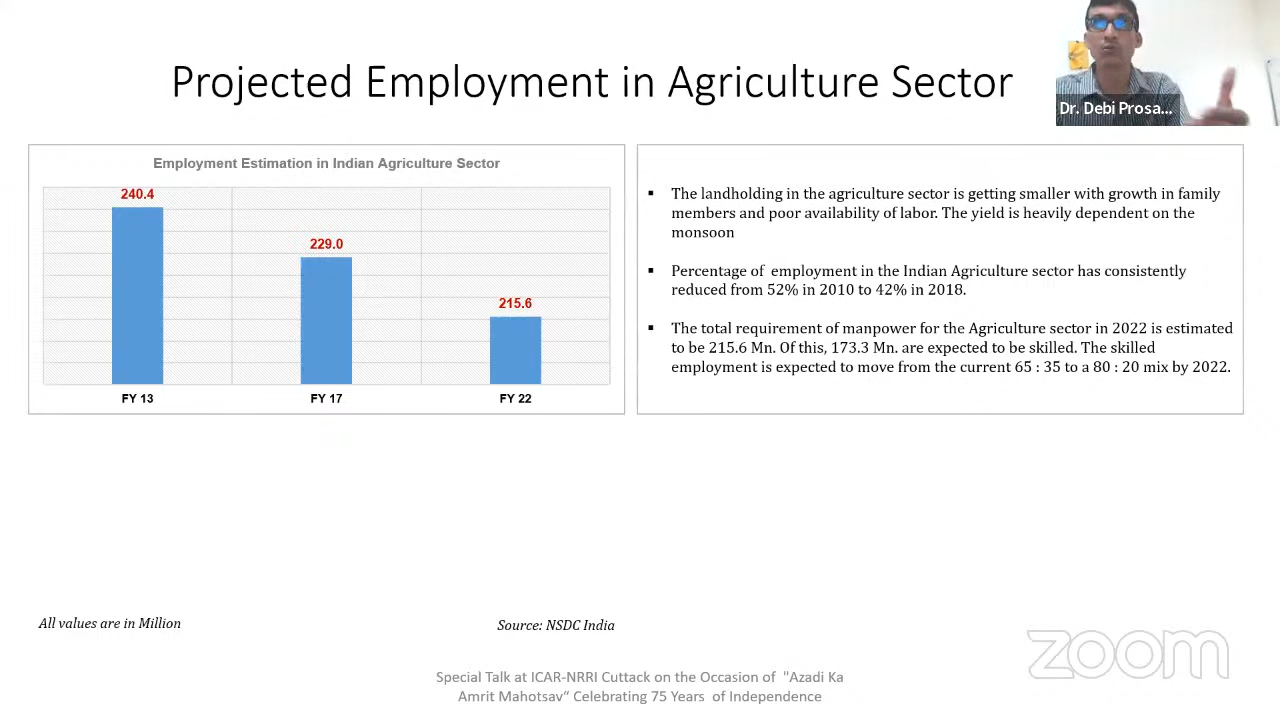 Projected Employment in Agriculture Sector
Dr. Debi Prosa...
Employment Estimation in Indian Agriculture Sector
240.4
229.0
215.6
FY 13
FY 17
FY 22
▪ The landholding in the agriculture sector is getting smaller with growth in family
members and poor availability of labor. The yield is heavily dependent on the
monsoon
▪ Percentage of employment in the Indian Agriculture sector has consistently
reduced from 52% in 2010 to 42% in 2018.
▪ The total requirement of manpower for the Agriculture sector in 2022 is estimated
to be 215.6 Mn. Of this, 173.3 Mn. are expected to be skilled. The skilled
employment is expected to move from the current 65 : 35 to a 80 : 20 mix by 2022.
All values are in Million
Source: NSDC India
zoom
Special Talk at ICAR-NRRI Cuttack on the Occasion of "Azadi Ka
Amrit Mahotsav“ Celebrating 75 Years of Independence